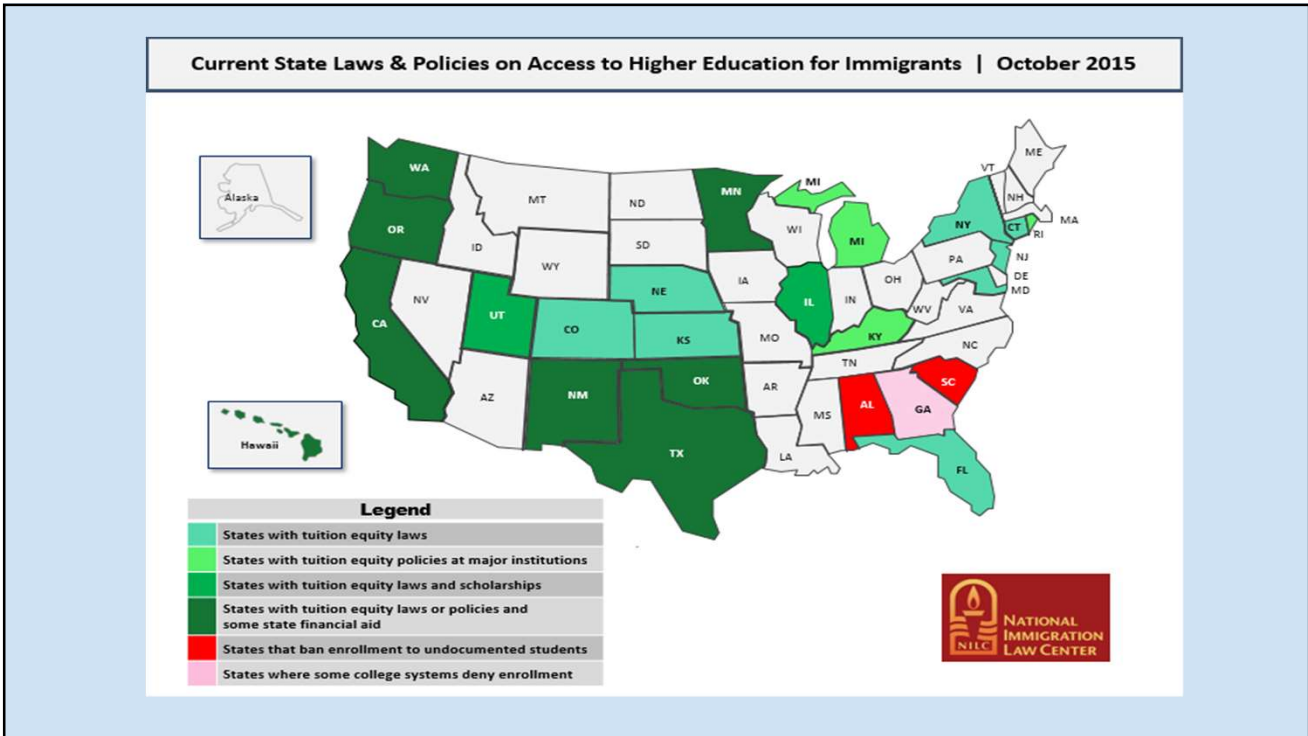 Current State Laws & Policies on Access to Higher Education for Immigrants | October 2015
Alaska
WA
OR
CA
NV
ID
MT
WY
UT
AZ
CO
NM
ND
SD
NE
KS
OK
TX
MN
IA
MO
AR
LA
WI
IL
MI
MI
IN
OH
KY
TN
MS
AL
GA
FL
SC
NC
VA
WV
PA
NY
VT
NH
ME
MA
CT
RI
NJ
DE
MD
Hawaii
Legend
States with tuition equity laws
States with tuition equity policies at major institutions
States with tuition equity laws and scholarships
States with tuition equity laws or policies and
some state financial aid
States that ban enrollment to undocumented students
States where some college systems deny enrollment
NILC
NATIONAL
IMMIGRATION
LAW CENTER